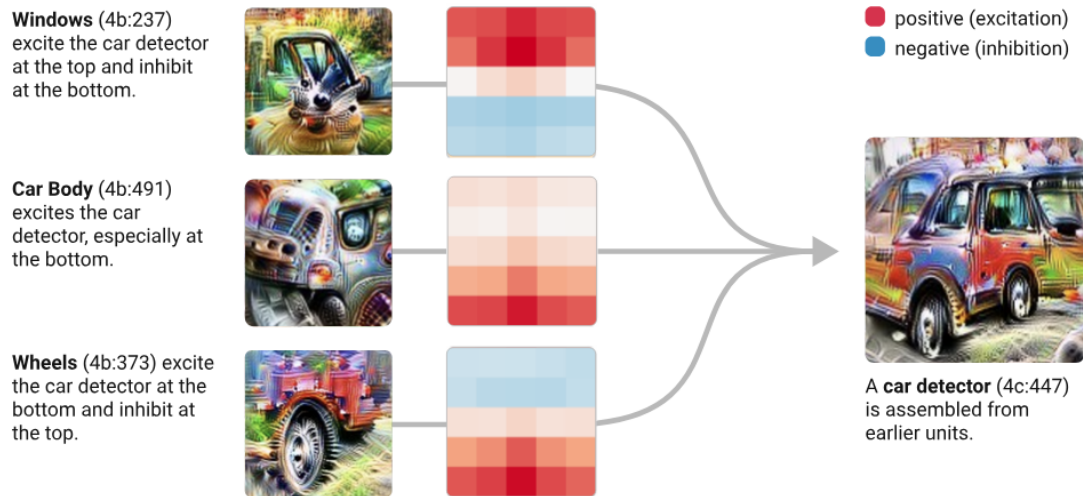 Windows (4b:237)
excite the car detector
at the top and inhibit
at the bottom.
positive (excitation)
negative (inhibition)
Car Body (4b:491)
excites the car
detector, especially at
the bottom.
Wheels (4b:373) excite
the car detector at the
bottom and inhibit at
the top.
A car detector (4c:447)
is assembled from
earlier units.